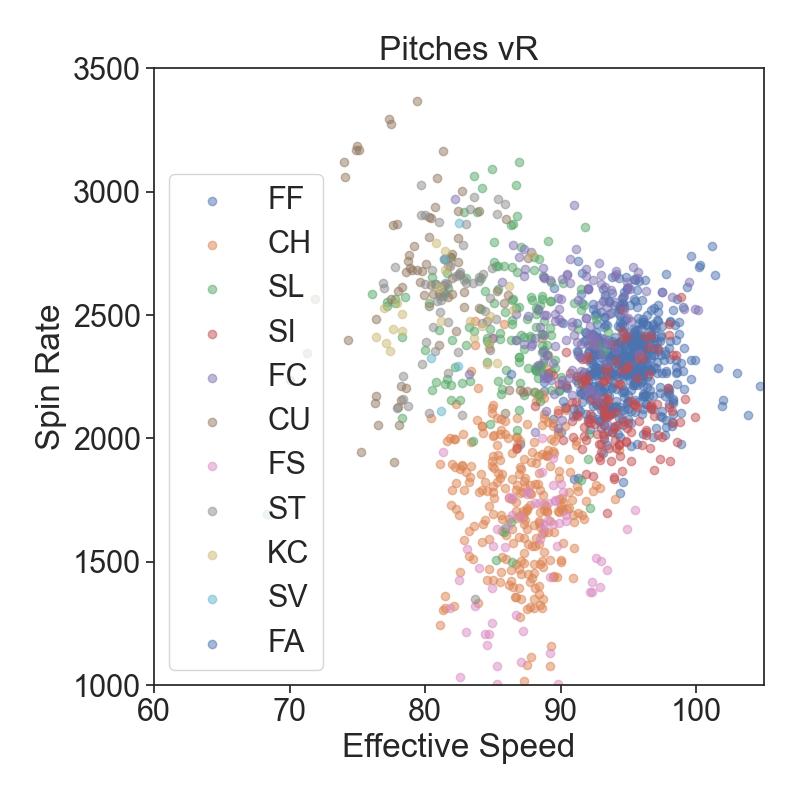 Pitches vR
3500
3000
2500
2000
1500
1000
Spin Rate
FF
CH
SL
SI
FC
CU
FS
ST
KC
SV
FA
60 70 80 90 100
Effective Speed